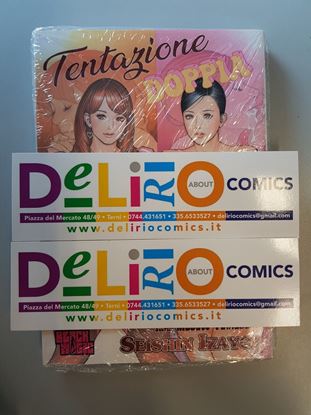 Tentazione
DOPPIA
DeLiRIO ABOUT COMICS
Piazza del Mercato 48/49 • Terni • 0744.431651 • 335.6533527 • deliriocomics@gmail.com
www.deliriocomics.it
DeLiRIO ABOUT COMICS
Piazza del Mercato 48/49 • Terni • 0744.431651 • 335.6533527 • deliriocomics@gmail.com
www.deliriocomics.it
SEISHIN IZAYO